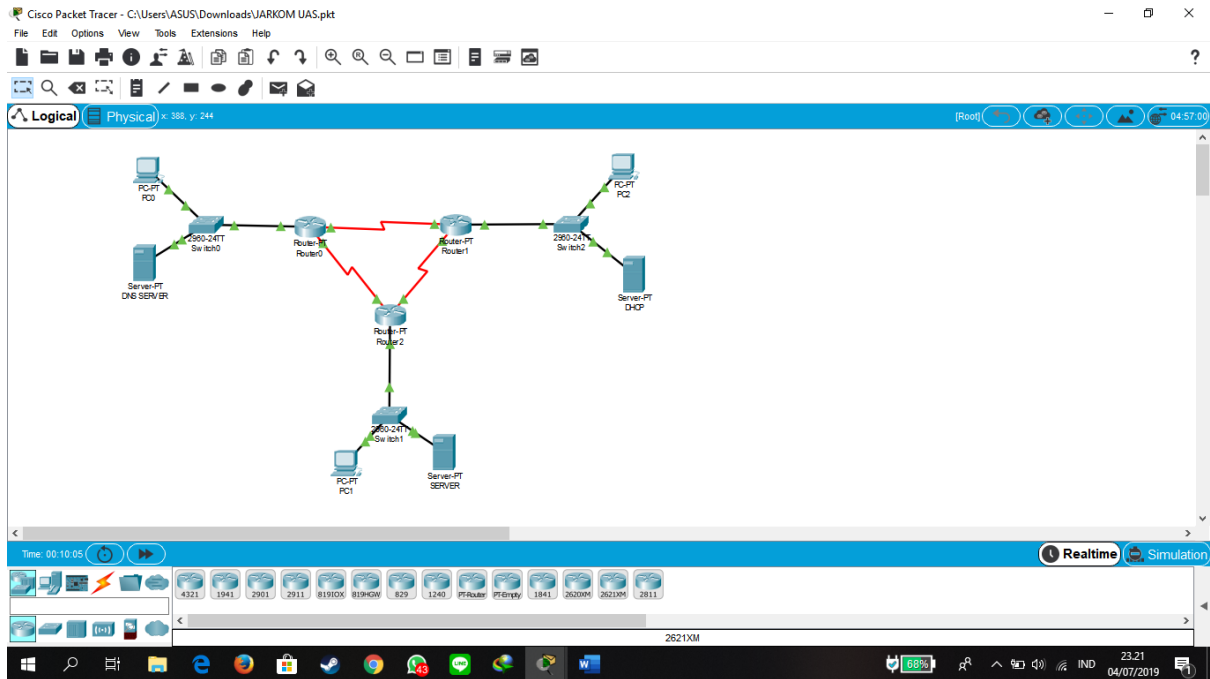 Cisco Packet Tracer - C:\Users\ASUS\Downloads\JARKOM UAS.pkt
File Edit Options View Tools Extensions Help
?
Logical Physical x: 388, y: 244 [Root] 04:57:00
PC-PT
PC0
PC-PT
PC2
2960-24TT
Switch0
Router-PT
Router0
Router-PT
Router1
2960-24TT
Switch2
Server-PT
DNS SERVER
Server-PT
DHCP
Router-PT
Router2
2960-24TT
Switch1
PC-PT
PC1
Server-PT
SERVER
Time: 00:10:05 Realtime Simulation
4321 1941 2901 2911 819IOX 819HGW 829 1240 PT-Router PT-Empty 1841 2620XM 2621XM 2811
2621XM
43 LINE W 68% IND 23.21
04/07/2019 1